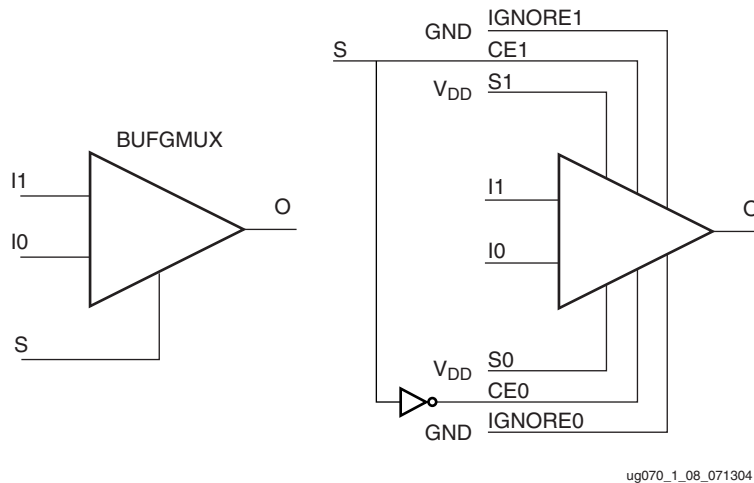 BUFGMUX
I1
I0
S
O
S
GND
IGNORE1
CE1
VDD
S1
I1
I0
O
VDD
S0
CE0
GND
IGNORE0
ug070_1_08_071304